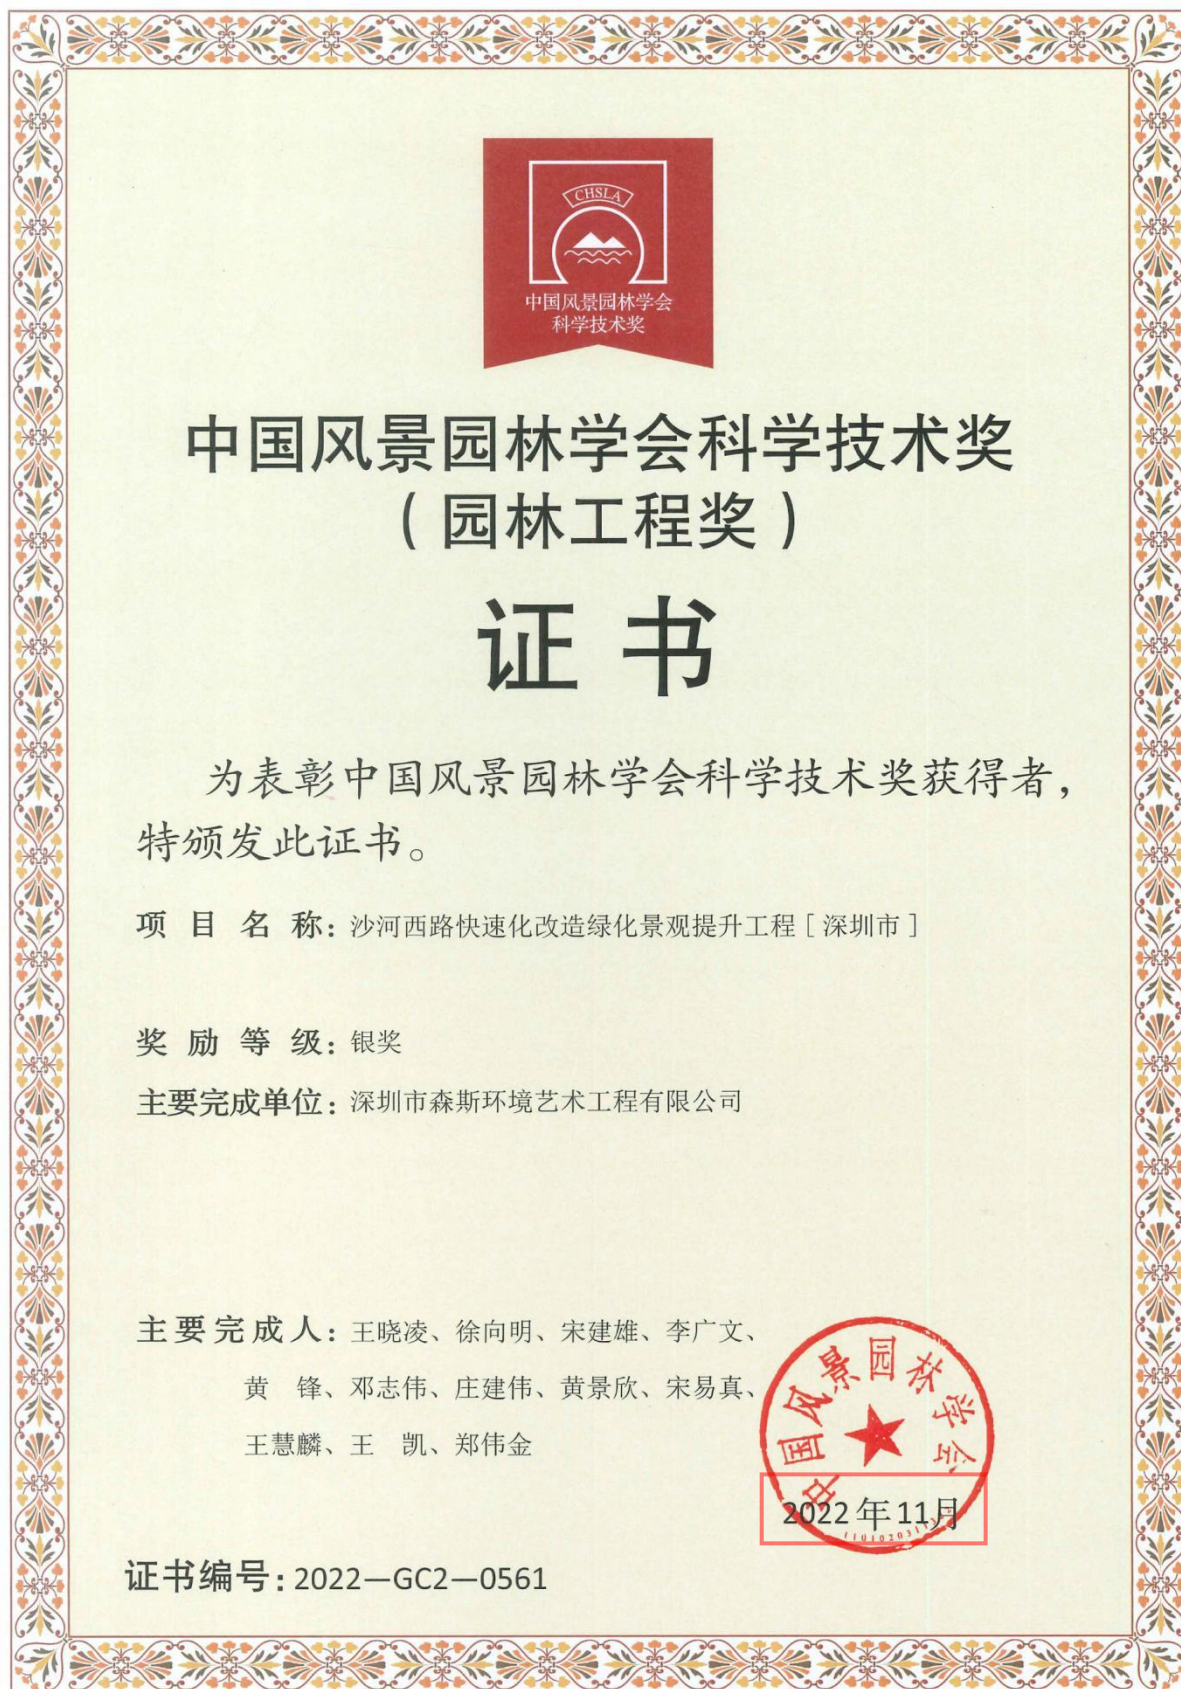 CHSLA
中国风景园林学会
科学技术奖
中国风景园林学会科学技术奖
（园林工程奖）
证书
为表彰中国风景园林学会科学技术奖获得者，
特颁发此证书。
项目名称：沙河西路快速化改造绿化景观提升工程［深圳市］
奖励等级：银奖
主要完成单位：深圳市森斯环境艺术工程有限公司
主要完成人：王晓凌、徐向明、宋建雄、李广文、
黄　锋、邓志伟、庄建伟、黄景欣、宋易真、
王慧麟、王　凯、郑伟金
中国风景园林学会
2022年11月
证书编号：2022—GC2—0561